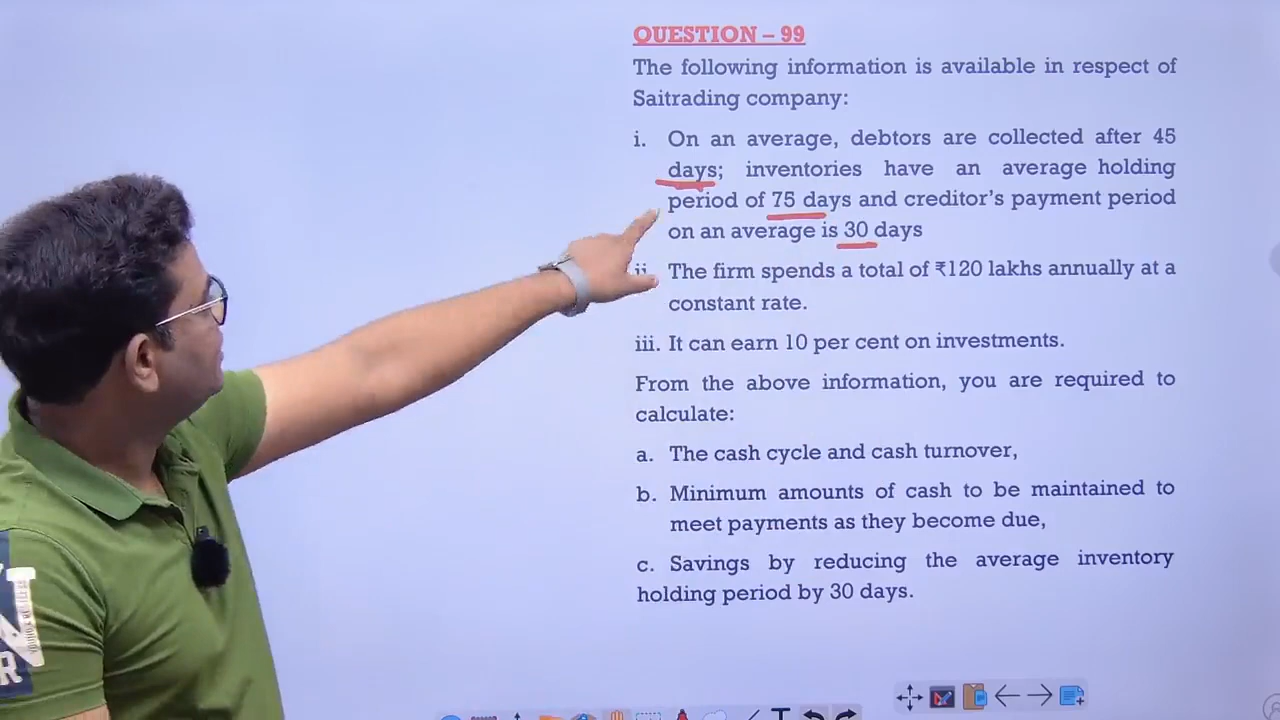 QUESTION – 99
The following information is available in respect of
Saitrading company:
i. On an average, debtors are collected after 45
days; inventories have an average holding
period of 75 days and creditor's payment period
on an average is 30 days
ii. The firm spends a total of ₹120 lakhs annually at a
constant rate.
iii. It can earn 10 per cent on investments.
From the above information, you are required to
calculate:
a. The cash cycle and cash turnover,
b. Minimum amounts of cash to be maintained to
meet payments as they become due,
c. Savings by reducing the average inventory
holding period by 30 days.